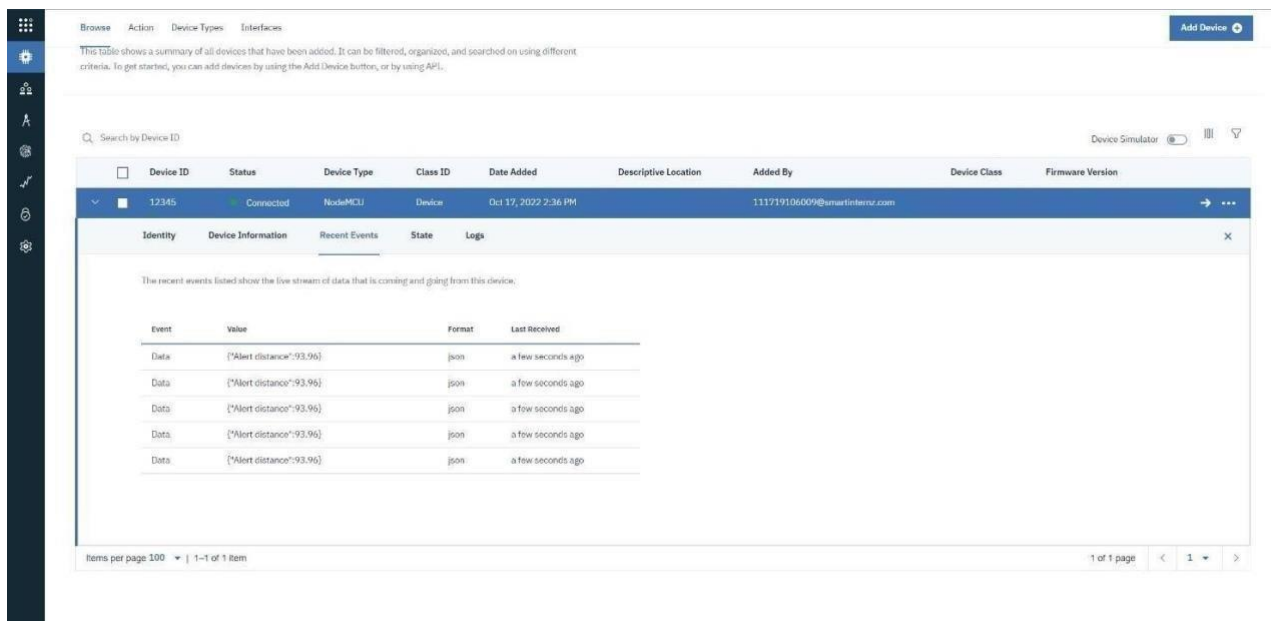 Browse Action Device Types Interfaces
Add Device
This table shows a summary of all devices that have been added. It can be filtered, organized, and searched on using different
criteria. To get started, you can add devices by using the Add Device button, or by using API.
Search by Device ID
Device Simulator
Device ID Status Device Type Class ID Date Added Descriptive Location Added By Device Class Firmware Version
12345 Connected NodeMCU Device Oct 17, 2022 2:36 PM 111719106009@smartinternz.com
Identity Device Information Recent Events State Logs
The recent events listed show the live stream of data that is coming and going from this device.
Event Value Format Last Received
Data {"Alert distance":93.96} json a few seconds ago
Data {"Alert distance":93.96} json a few seconds ago
Data {"Alert distance":93.96} json a few seconds ago
Data {"Alert distance":93.96} json a few seconds ago
Data {"Alert distance":93.96} json a few seconds ago
Items per page 100 | 1–1 of 1 item 1 of 1 page 1